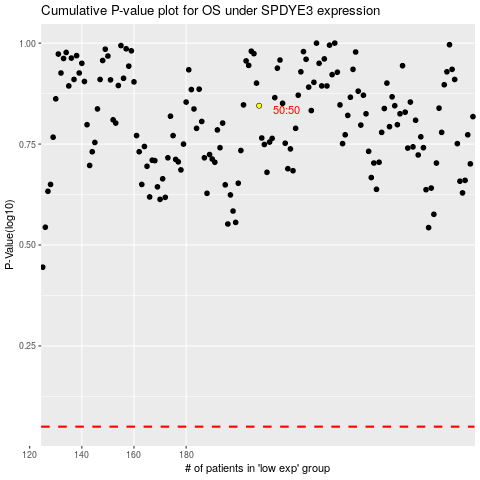 Cumulative P-value plot for OS under SPDYE3 expression
P-Value(log10)
1.00
0.75
0.50
0.25
50:50
120 140 160 180
# of patients in 'low exp' group